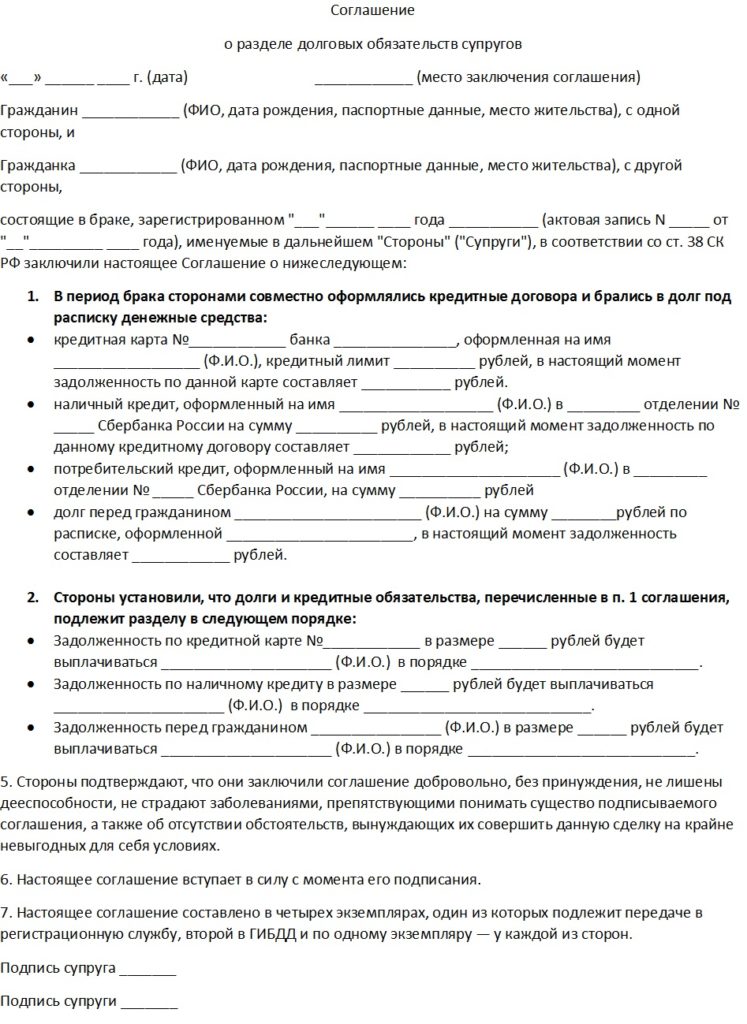 Соглашение
о разделе долговых обязательств супругов
«___» ______ ____ г. (дата) ____________ (место заключения соглашения)
Гражданин ____________ (ФИО, дата рождения, паспортные данные, место жительства), с одной
стороны, и
Гражданка ____________ (ФИО, дата рождения, паспортные данные, место жительства), с другой
стороны,
состоящие в браке, зарегистрированном "___"______ ____ года ___________ (актовая запись N _____ от
"__"_________ ____ года), именуемые в дальнейшем "Стороны" ("Супруги"), в соответствии со ст. 38 СК
РФ заключили настоящее Соглашение о нижеследующем:
1. В период брака сторонами совместно оформлялись кредитные договора и брались в долг под
расписку денежные средства:
• кредитная карта №____________ банка _______________, оформленная на имя
__________________ (Ф.И.О.), кредитный лимит __________ рублей, в настоящий момент
задолженность по данной карте составляет ___________ рублей.
• наличный кредит, оформленный на имя ___________________ (Ф.И.О.) в _________ отделении №
_____ Сбербанка России на сумму __________ рублей, в настоящий момент задолженность по
данному кредитному договору составляет ____________ рублей;
• потребительский кредит, оформленный на имя _____________________ (Ф.И.О.) в _________
отделении № _____ Сбербанка России, на сумму __________ рублей
• долг перед гражданином _______________________ (Ф.И.О.) на сумму ________рублей по
расписке, оформленной _______________________, в настоящий момент задолженность
составляет ____________ рублей.
2. Стороны установили, что долги и кредитные обязательства, перечисленные в п. 1 соглашения,
подлежит разделу в следующем порядке:
• Задолженность по кредитной карте №____________ в размере ______ рублей будет
выплачиваться _____________________ (Ф.И.О.) в порядке ____________________________.
• Задолженность по наличному кредиту в размере ______ рублей будет выплачиваться
_____________________ (Ф.И.О.) в порядке ____________________________.
• Задолженность перед гражданином ________________ (Ф.И.О.) в размере ______ рублей будет
выплачиваться _____________________ (Ф.И.О.) в порядке ____________________________.
5. Стороны подтверждают, что они заключили соглашение добровольно, без принуждения, не лишены
дееспособности, не страдают заболеваниями, препятствующими понимать существо подписываемого
соглашения, а также об отсутствии обстоятельств, вынуждающих их совершить данную сделку на крайне
невыгодных для себя условиях.
6. Настоящее соглашение вступает в силу с момента его подписания.
7. Настоящее соглашение составлено в четырех экземплярах, один из которых подлежит передаче в
регистрационную службу, второй в ГИБДД и по одному экземпляру — у каждой из сторон.
Подпись супруга _______
Подпись супруги _______